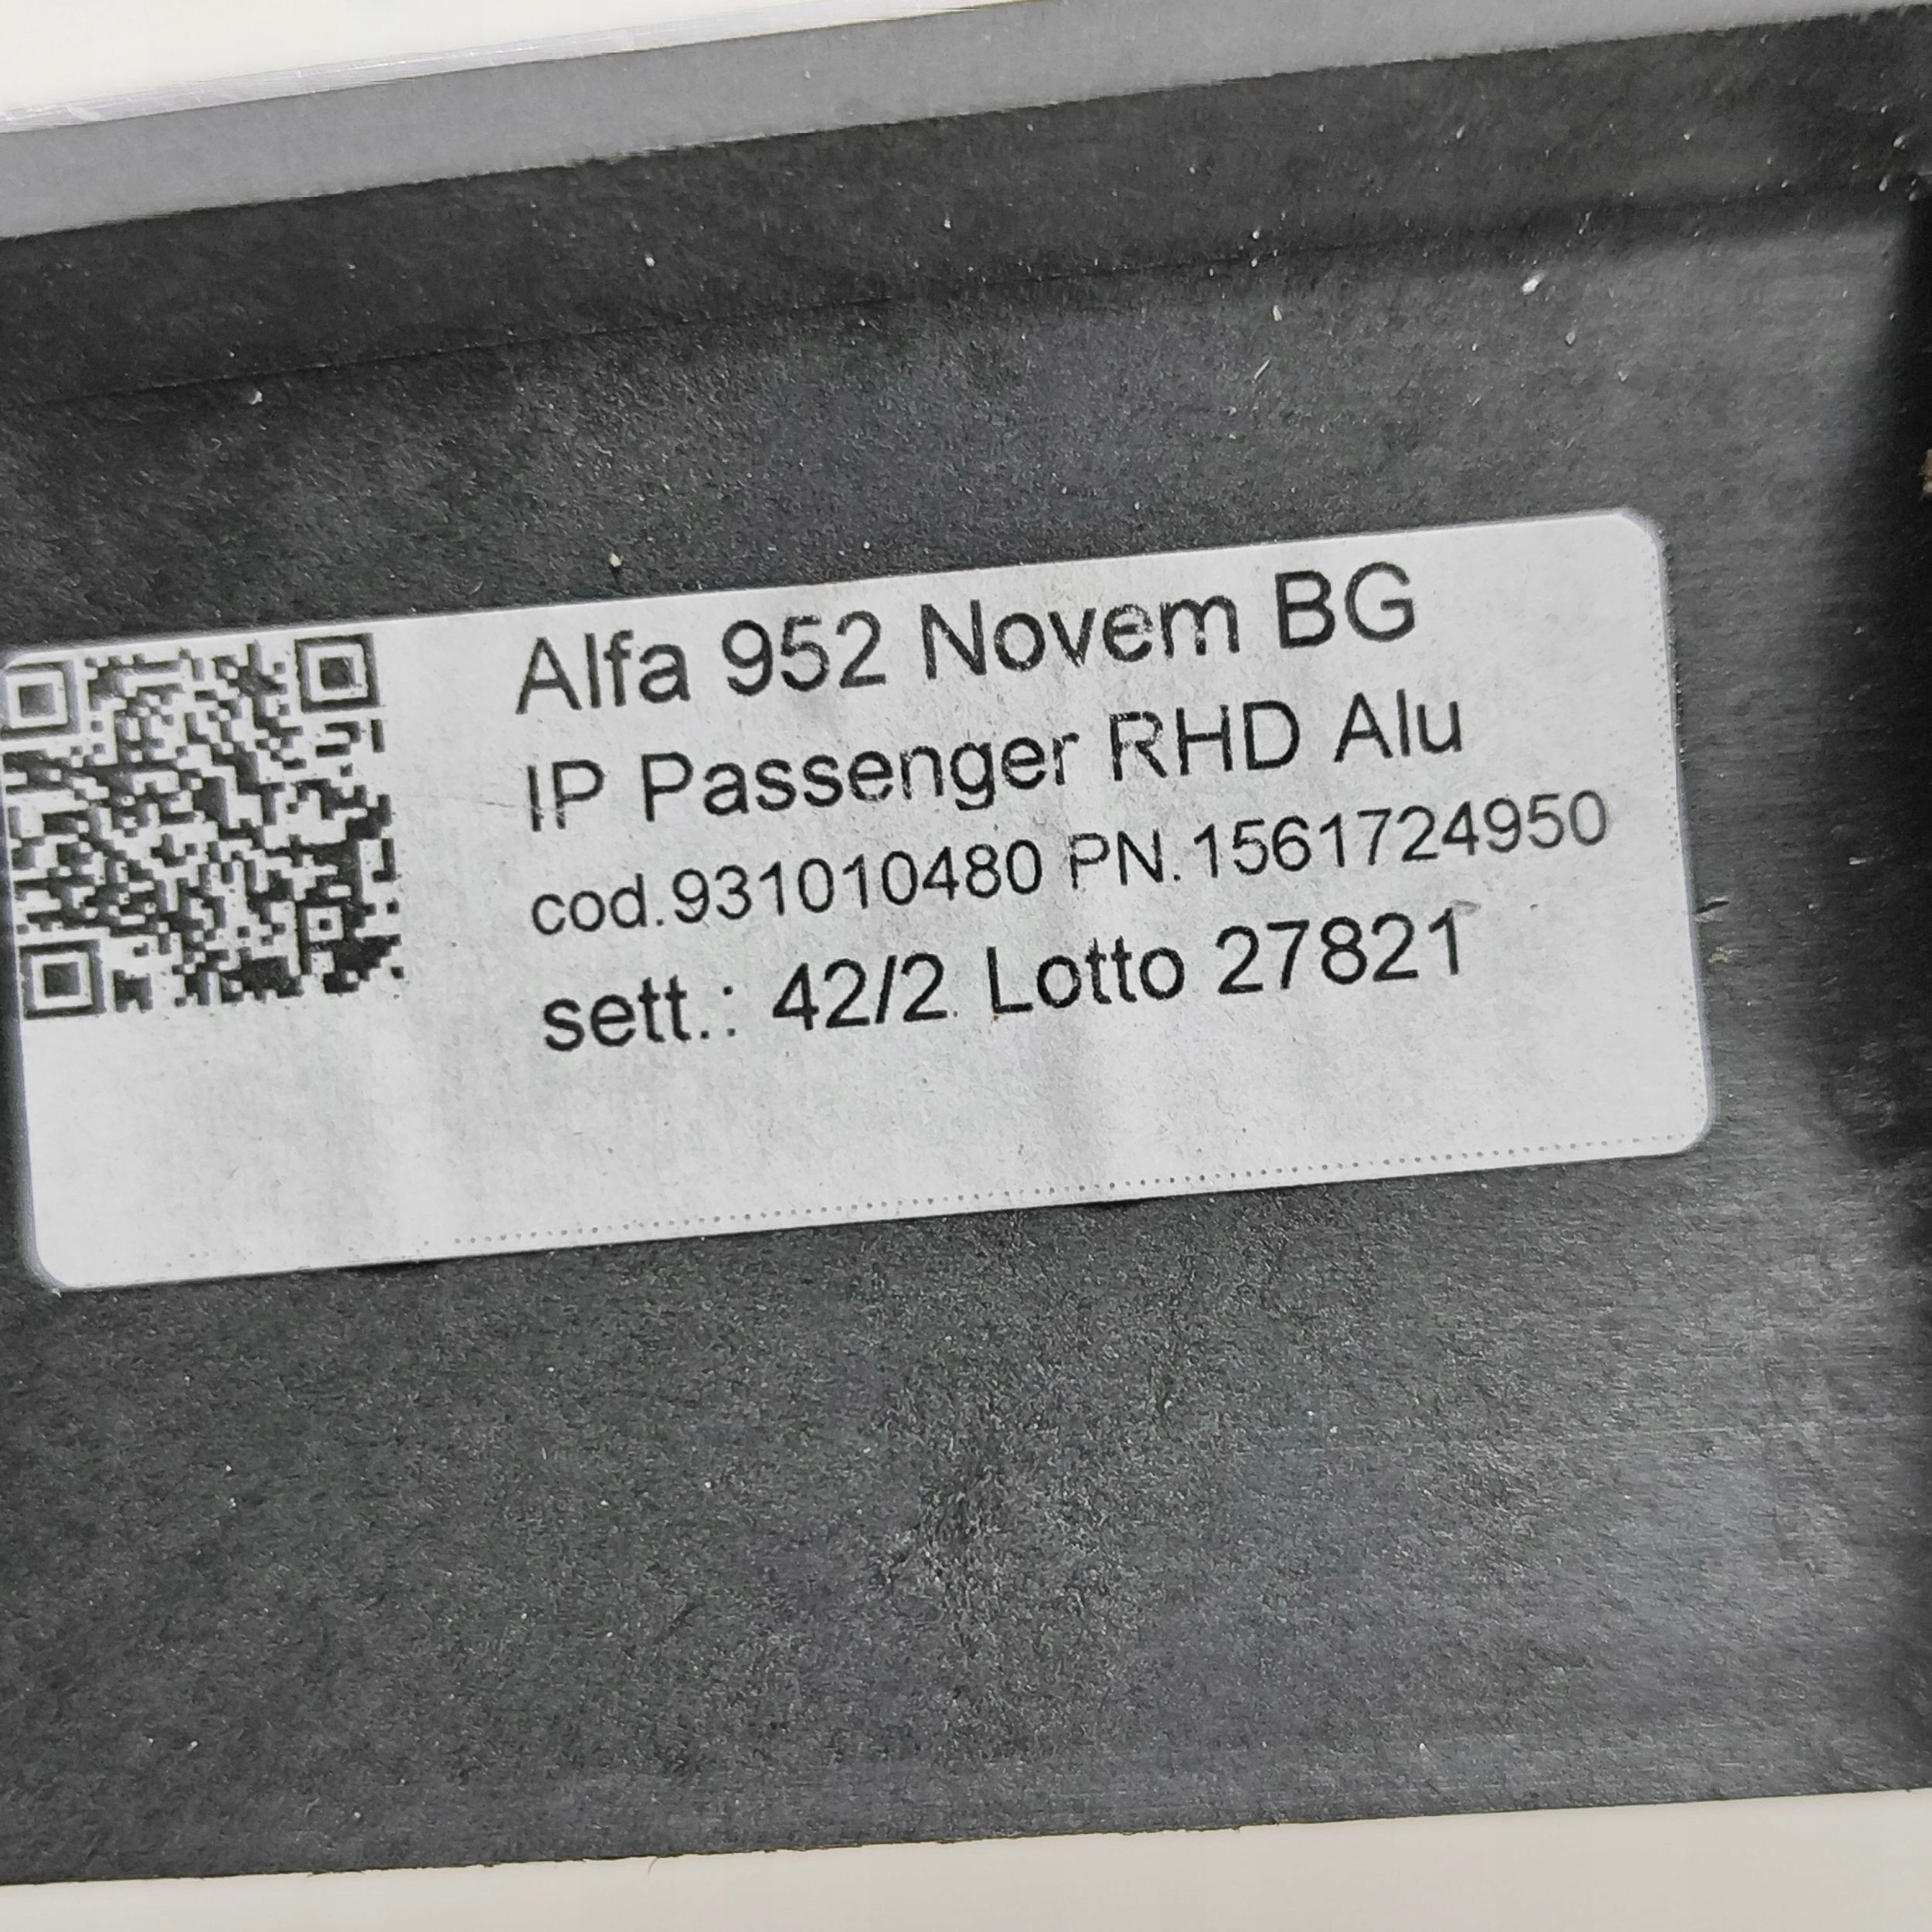 Alfa 952 Novem BG
IP Passenger RHD Alu
cod.931010480 PN.1561724950
sett.: 42/2 Lotto 27821